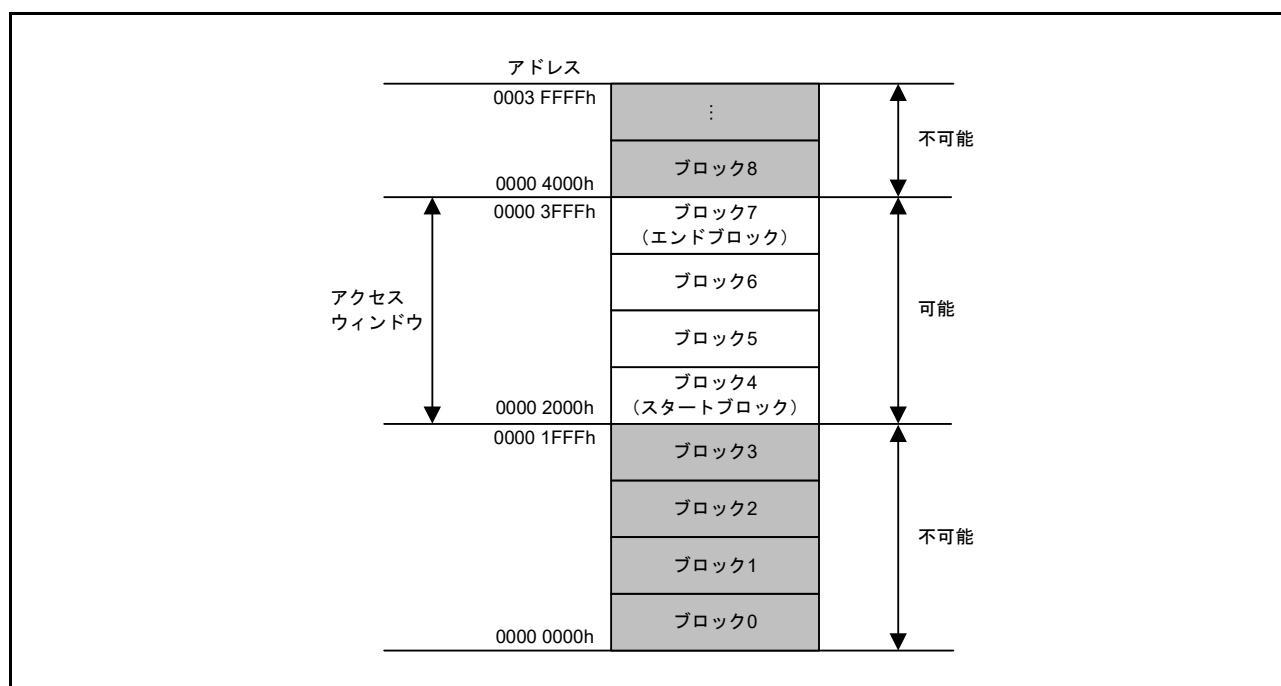 アドレス
0003 FFFFh
⋮
不可能
ブロック8
0000 4000h
0000 3FFFh
ブロック7
（エンドブロック）
ブロック6
アクセス
ウィンドウ
可能
ブロック5
ブロック4
（スタートブロック）
0000 2000h
0000 1FFFh
ブロック3
ブロック2
不可能
ブロック1
ブロック0
0000 0000h